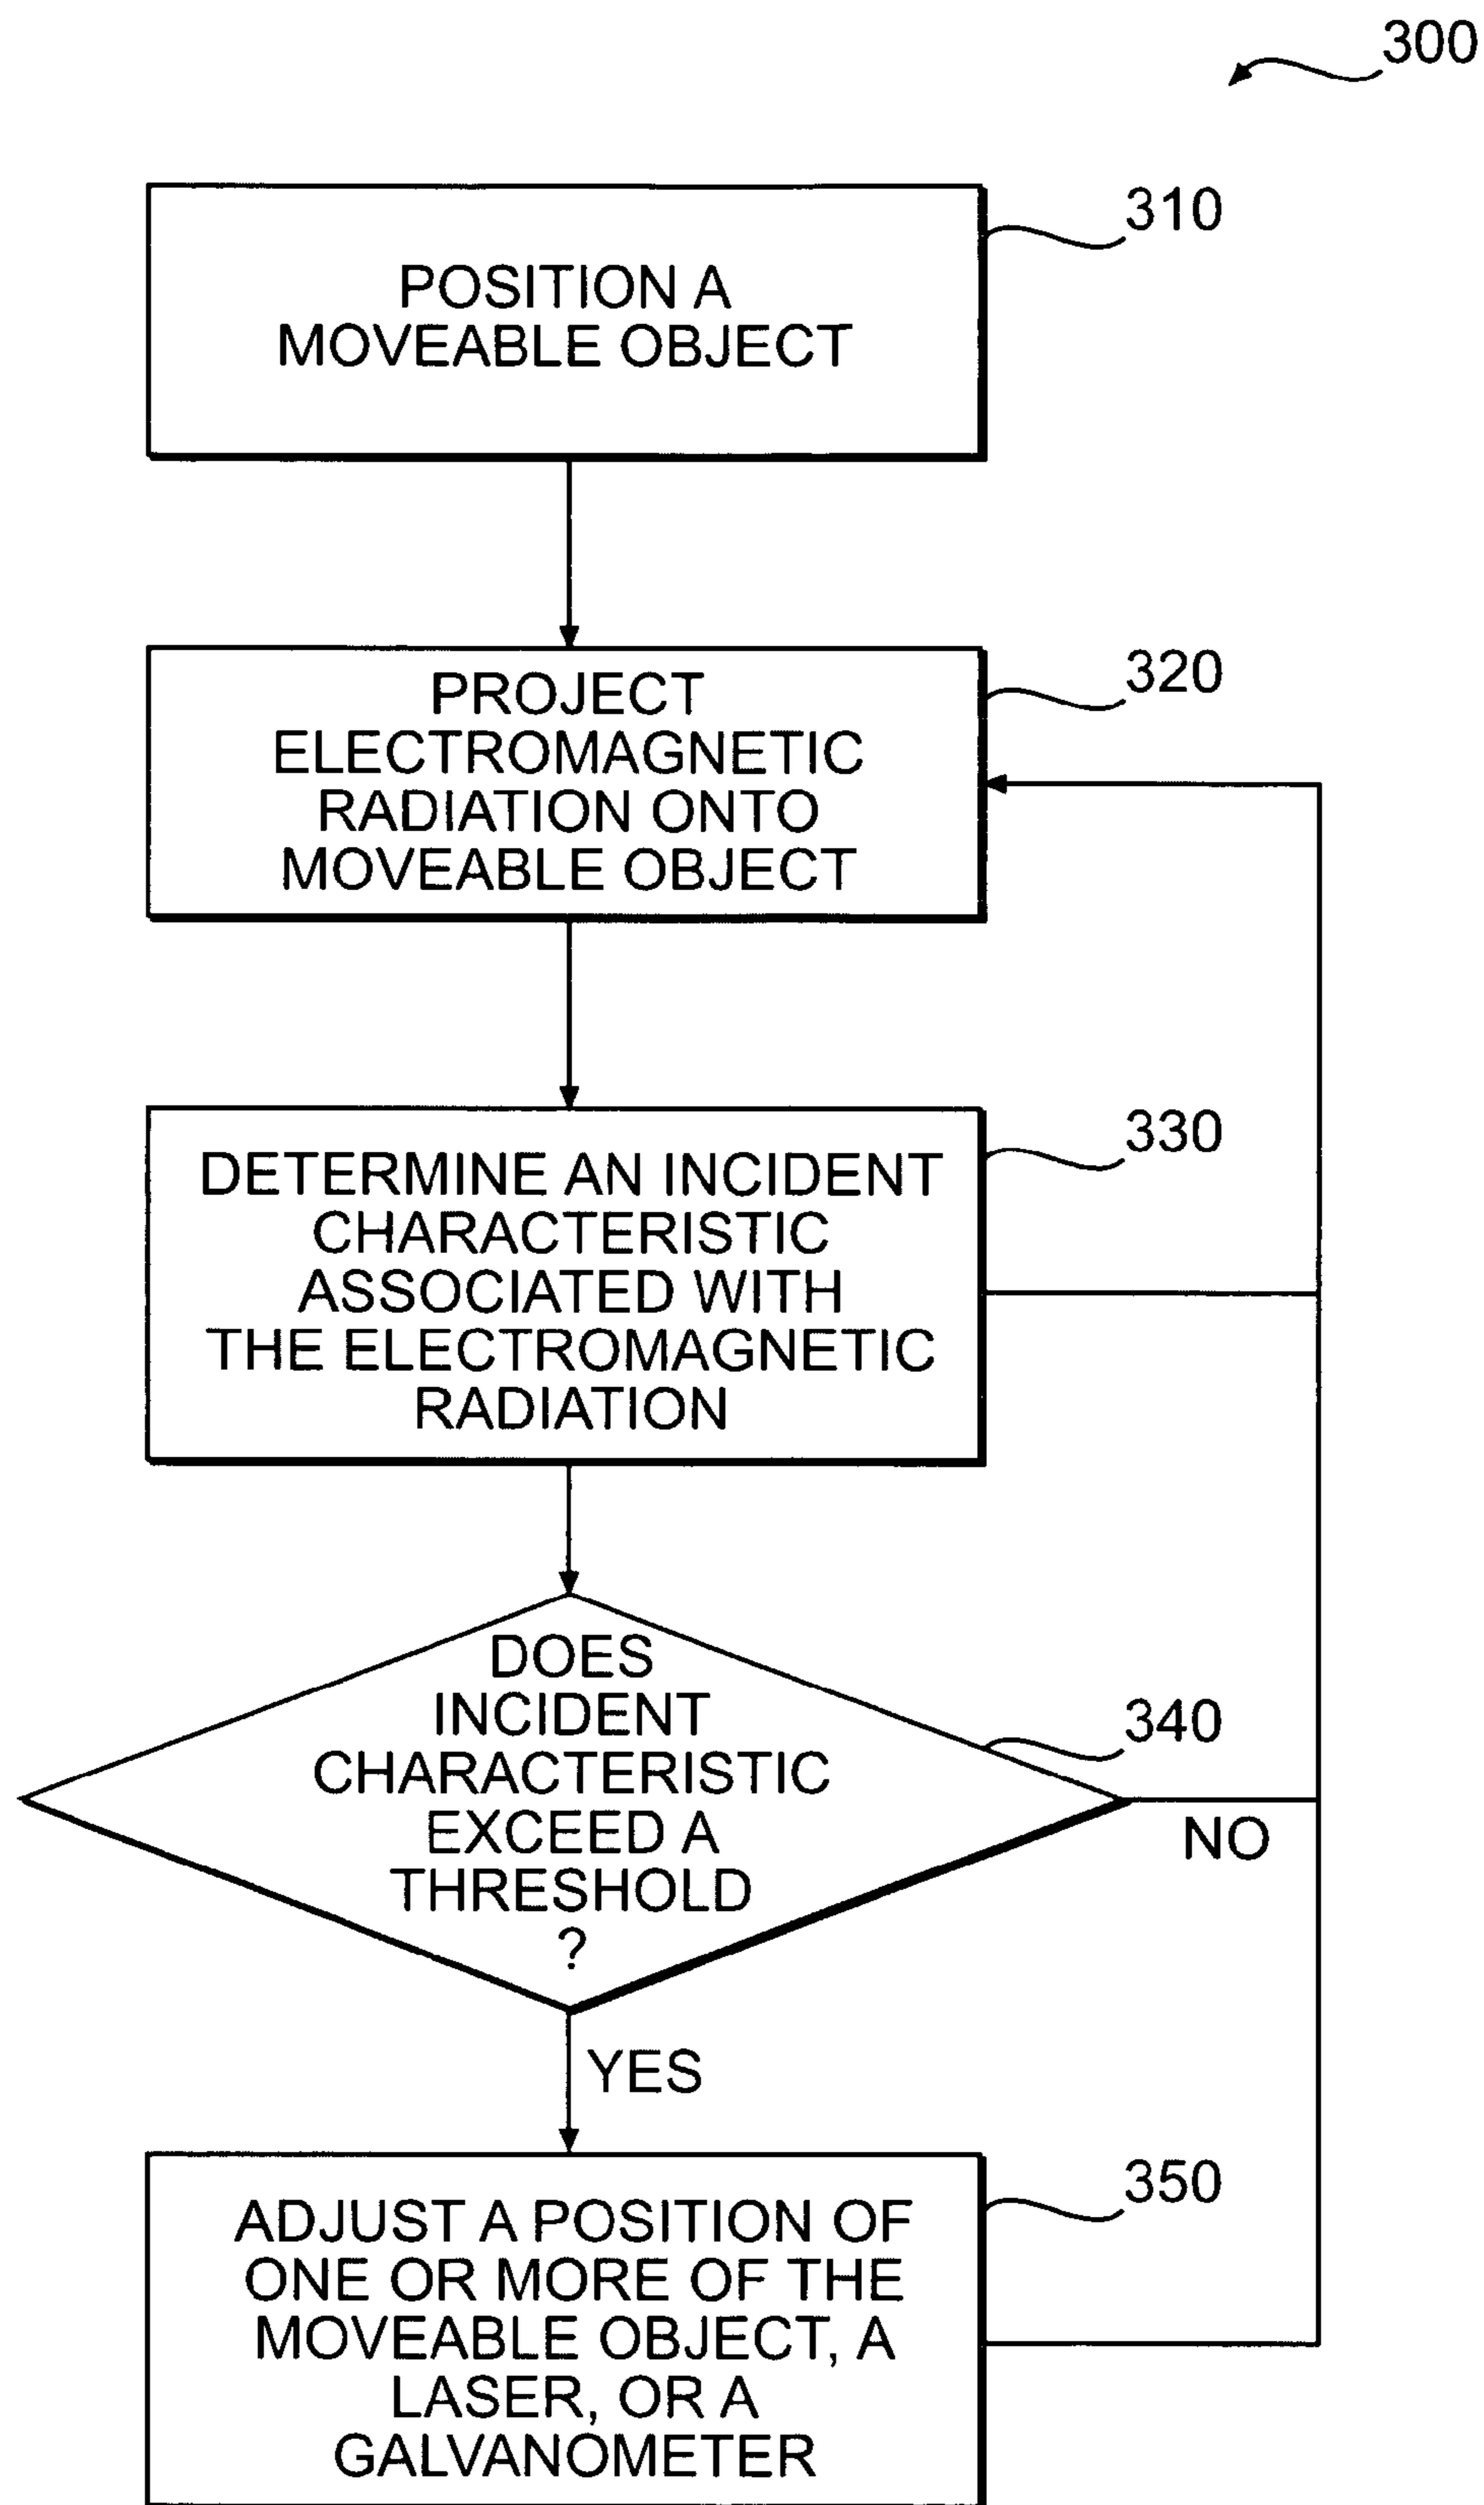 300
310
POSITION A
MOVEABLE OBJECT
320
PROJECT
ELECTROMAGNETIC
RADIATION ONTO
MOVEABLE OBJECT
330
DETERMINE AN INCIDENT
CHARACTERISTIC
ASSOCIATED WITH
THE ELECTROMAGNETIC
RADIATION
340
DOES
INCIDENT
CHARACTERISTIC
EXCEED A
THRESHOLD
?
NO
YES
350
ADJUST A POSITION OF
ONE OR MORE OF THE
MOVEABLE OBJECT, A
LASER, OR A
GALVANOMETER